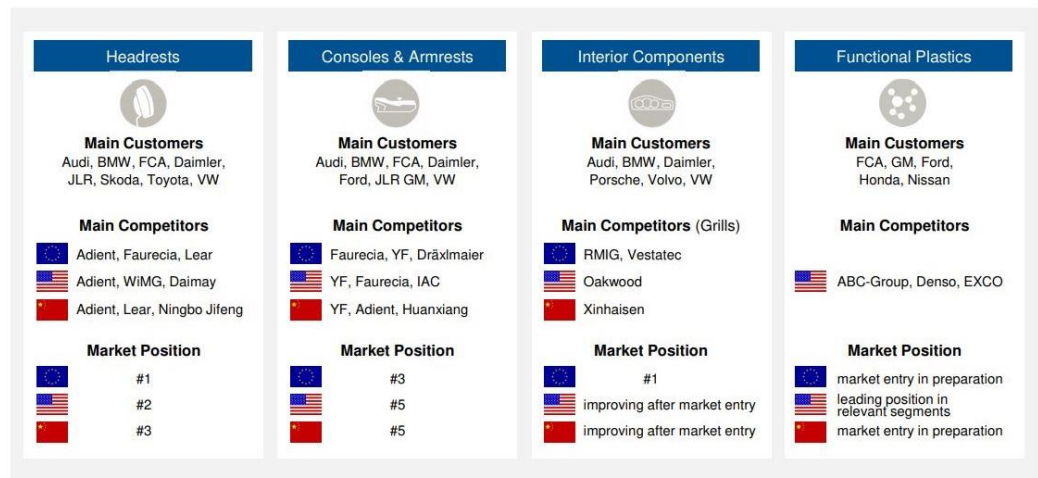 Headrests
Main Customers
Audi, BMW, FCA, Daimler,
JLR, Skoda, Toyota, VW
Main Competitors
Adient, Faurecia, Lear
Adient, WiMG, Daimay
Adient, Lear, Ningbo Jifeng
Market Position
#1
#2
#3
Consoles & Armrests
Main Customers
Audi, BMW, FCA, Daimler,
Ford, JLR GM, VW
Main Competitors
Faurecia, YF, Dräxlmaier
YF, Faurecia, IAC
YF, Adient, Huanxiang
Market Position
#3
#5
#5
Interior Components
Main Customers
Audi, BMW, Daimler,
Porsche, Volvo, VW
Main Competitors (Grills)
RMIG, Vestatec
Oakwood
Xinhaisen
Market Position
#1
improving after market entry
improving after market entry
Functional Plastics
Main Customers
FCA, GM, Ford,
Honda, Nissan
Main Competitors
ABC-Group, Denso, EXCO
Market Position
market entry in preparation
leading position in
relevant segments
market entry in preparation